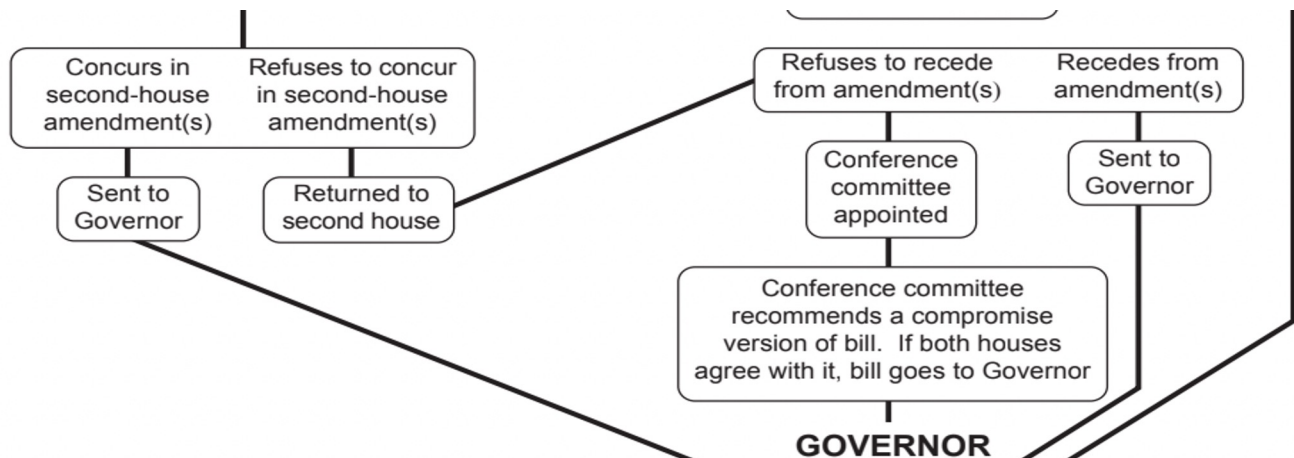 Concurs in
second-house
amendment(s)
Refuses to concur
in second-house
amendment(s)
Sent to
Governor
Returned to
second house
Refuses to recede
from amendment(s)
Recedes from
amendment(s)
Conference
committee
appointed
Sent to
Governor
Conference committee
recommends a compromise
version of bill.  If both houses
agree with it, bill goes to Governor
GOVERNOR